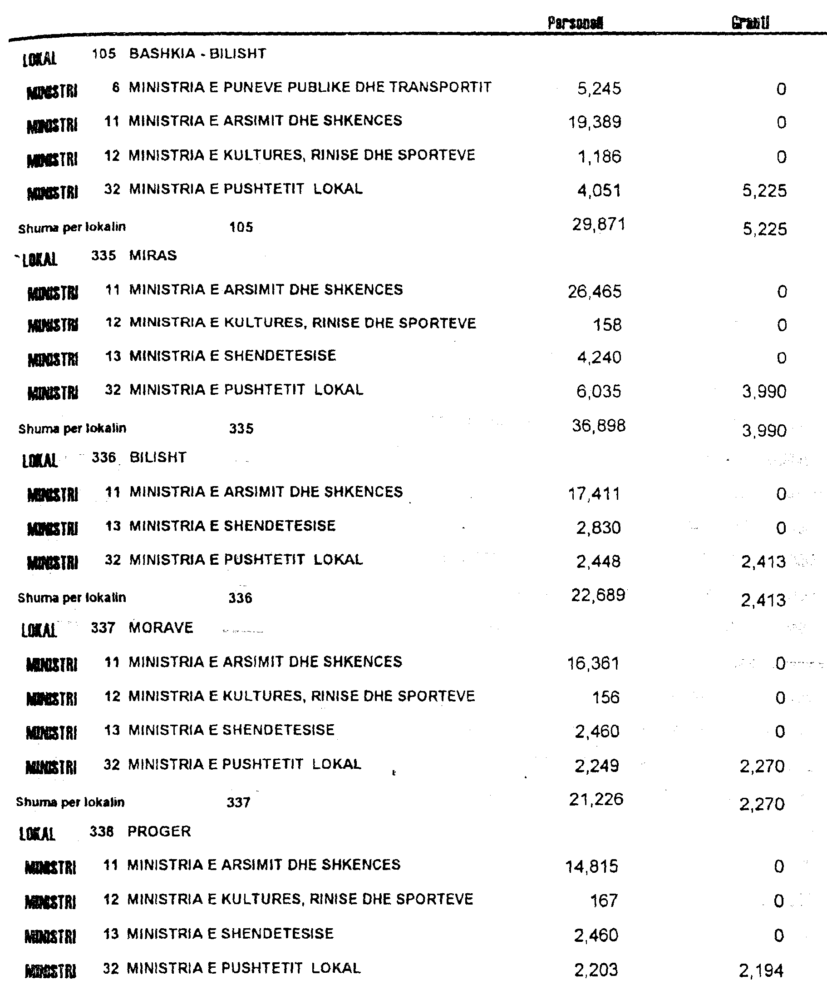 Personeli Granti
LOKAL 105 BASHKIA - BILISHT
MINISTRI 6 MINISTRIA E PUNEVE PUBLIKE DHE TRANSPORTIT 5,245 0
MINISTRI 11 MINISTRIA E ARSIMIT DHE SHKENCES 19,389 0
MINISTRI 12 MINISTRIA E KULTURES, RINISE DHE SPORTEVE 1,186 0
MINISTRI 32 MINISTRIA E PUSHTETIT LOKAL 4,051 5,225
Shuma per lokalin 105 29,871 5,225
LOKAL 335 MIRAS
MINISTRI 11 MINISTRIA E ARSIMIT DHE SHKENCES 26,465 0
MINISTRI 12 MINISTRIA E KULTURES, RINISE DHE SPORTEVE 158 0
MINISTRI 13 MINISTRIA E SHENDETESISE 4,240 0
MINISTRI 32 MINISTRIA E PUSHTETIT LOKAL 6,035 3,990
Shuma per lokalin 335 36,898 3,990
LOKAL 336 BILISHT
MINISTRI 11 MINISTRIA E ARSIMIT DHE SHKENCES 17,411 0
MINISTRI 13 MINISTRIA E SHENDETESISE 2,830 0
MINISTRI 32 MINISTRIA E PUSHTETIT LOKAL 2,448 2,413
Shuma per lokalin 336 22,689 2,413
LOKAL 337 MORAVE
MINISTRI 11 MINISTRIA E ARSIMIT DHE SHKENCES 16,361 0
MINISTRI 12 MINISTRIA E KULTURES, RINISE DHE SPORTEVE 156 0
MINISTRI 13 MINISTRIA E SHENDETESISE 2,460 0
MINISTRI 32 MINISTRIA E PUSHTETIT LOKAL 2,249 2,270
Shuma per lokalin 337 21,226 2,270
LOKAL 338 PROGER
MINISTRI 11 MINISTRIA E ARSIMIT DHE SHKENCES 14,815 0
MINISTRI 12 MINISTRIA E KULTURES, RINISE DHE SPORTEVE 167 0
MINISTRI 13 MINISTRIA E SHENDETESISE 2,460 0
MINISTRI 32 MINISTRIA E PUSHTETIT LOKAL 2,203 2,194